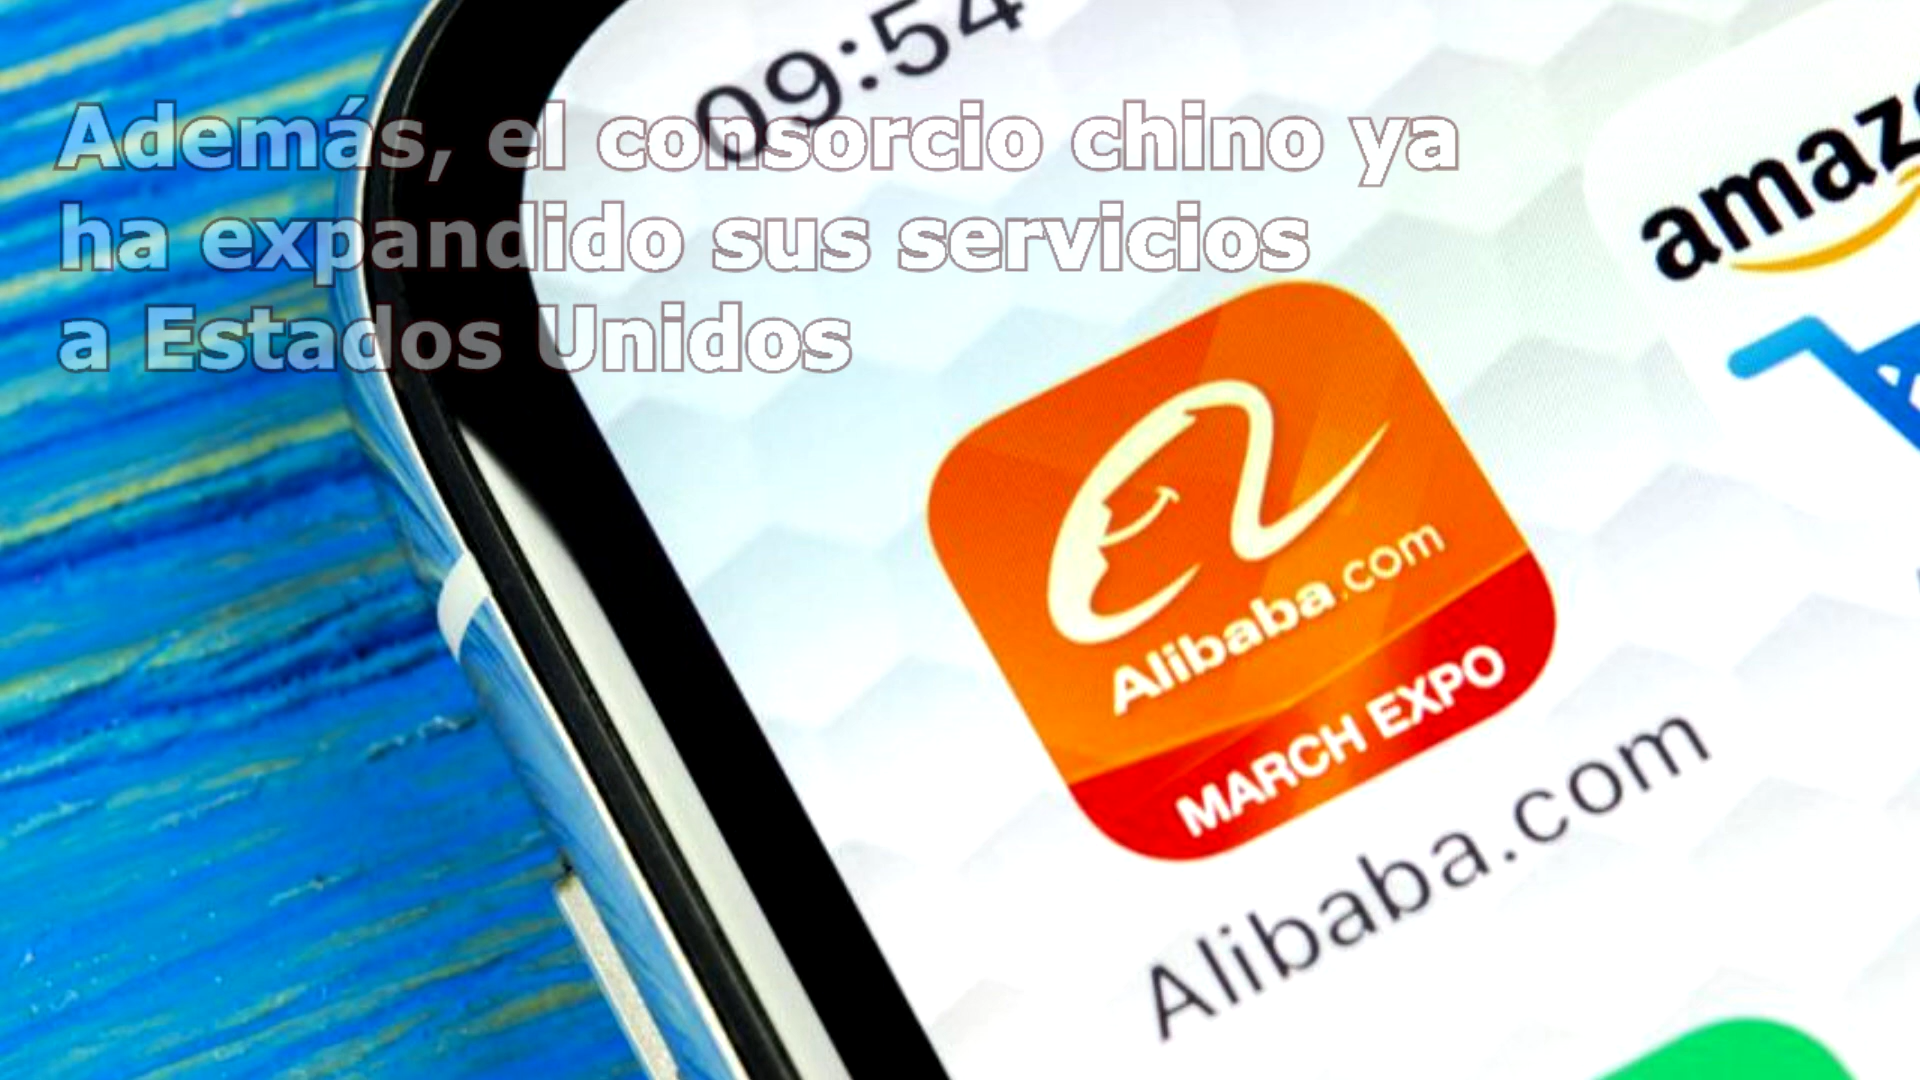 09:54
Además, el consorcio chino ya
ha expandido sus servicios
a Estados Unidos
Alibaba.com
MARCH EXPO
Alibaba.com